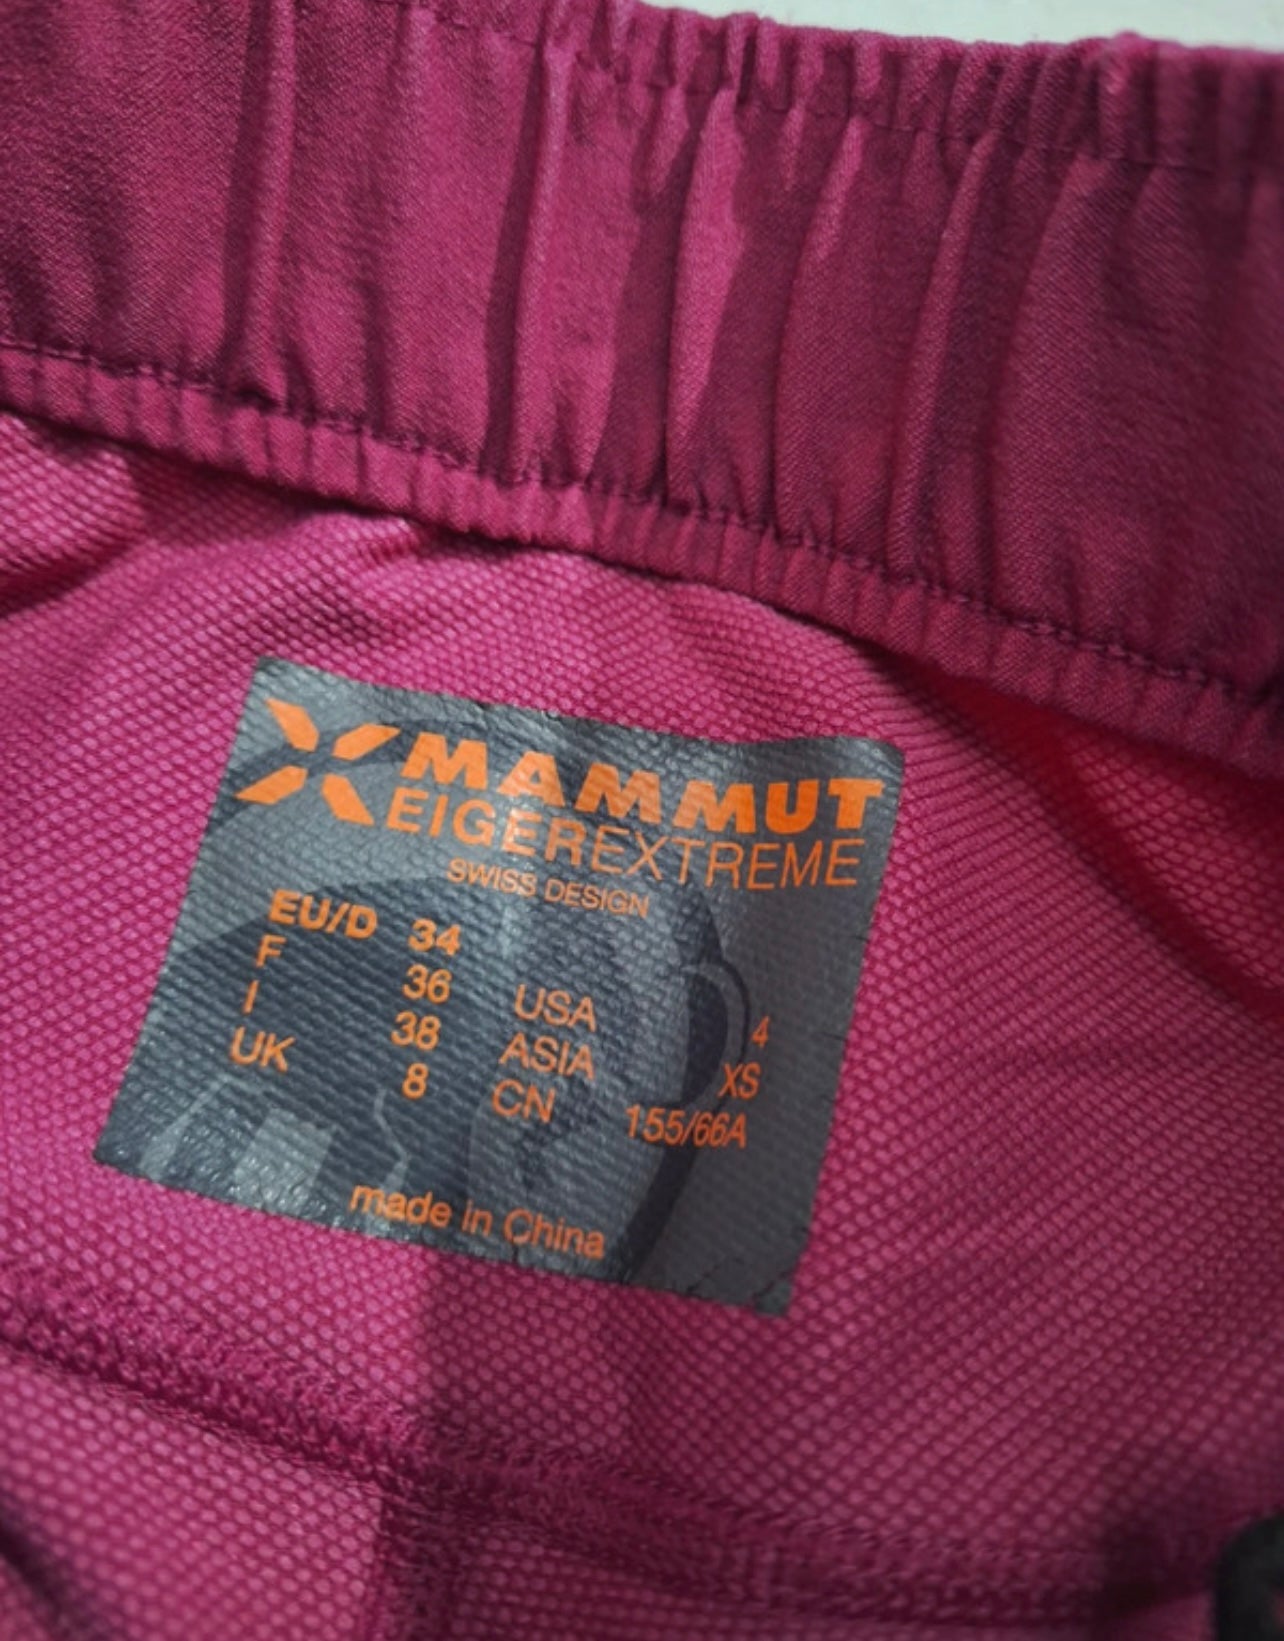 MAMMUT
EIGEREXTREME
SWISS DESIGN
EU/D 34
F 36 USA 4
I 38 ASIA XS
UK 8 CN 155/66A
made in China